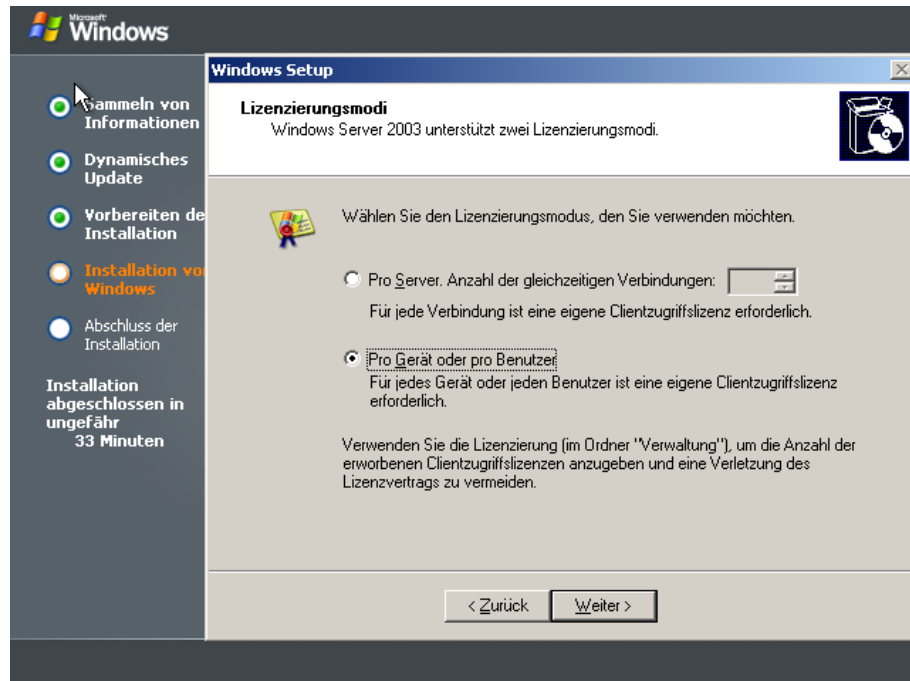 Microsoft
Windows
Windows Setup
Sammeln von
Informationen
Dynamisches
Update
Vorbereiten de
Installation
Installation vo
Windows
Abschluss der
Installation
Installation
abgeschlossen in
ungefähr
33 Minuten
Lizenzierungsmodi
Windows Server 2003 unterstützt zwei Lizenzierungsmodi.
Wählen Sie den Lizenzierungsmodus, den Sie verwenden möchten.
Pro Server. Anzahl der gleichzeitigen Verbindungen:
Für jede Verbindung ist eine eigene Clientzugriffslizenz erforderlich.
Pro Gerät oder pro Benutzer
Für jedes Gerät oder jeden Benutzer ist eine eigene Clientzugriffslizenz
erforderlich.
Verwenden Sie die Lizenzierung (im Ordner "Verwaltung"), um die Anzahl der
erworbenen Clientzugriffslizenzen anzugeben und eine Verletzung des
Lizenzvertrags zu vermeiden.
< Zurück
Weiter >